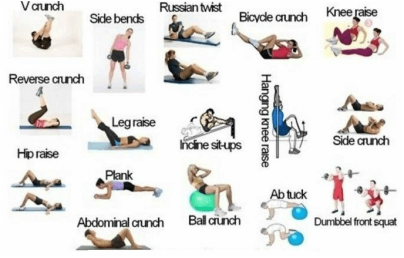 V crunch
Side bends
Russian twist
Bicycle crunch
Knee raise
Reverse crunch
Leg raise
Incline sit-ups
Hanging knee raise
Side crunch
Hip raise
Plank
Abdominal crunch
Ball crunch
Ab tuck
Dumbbel front squat